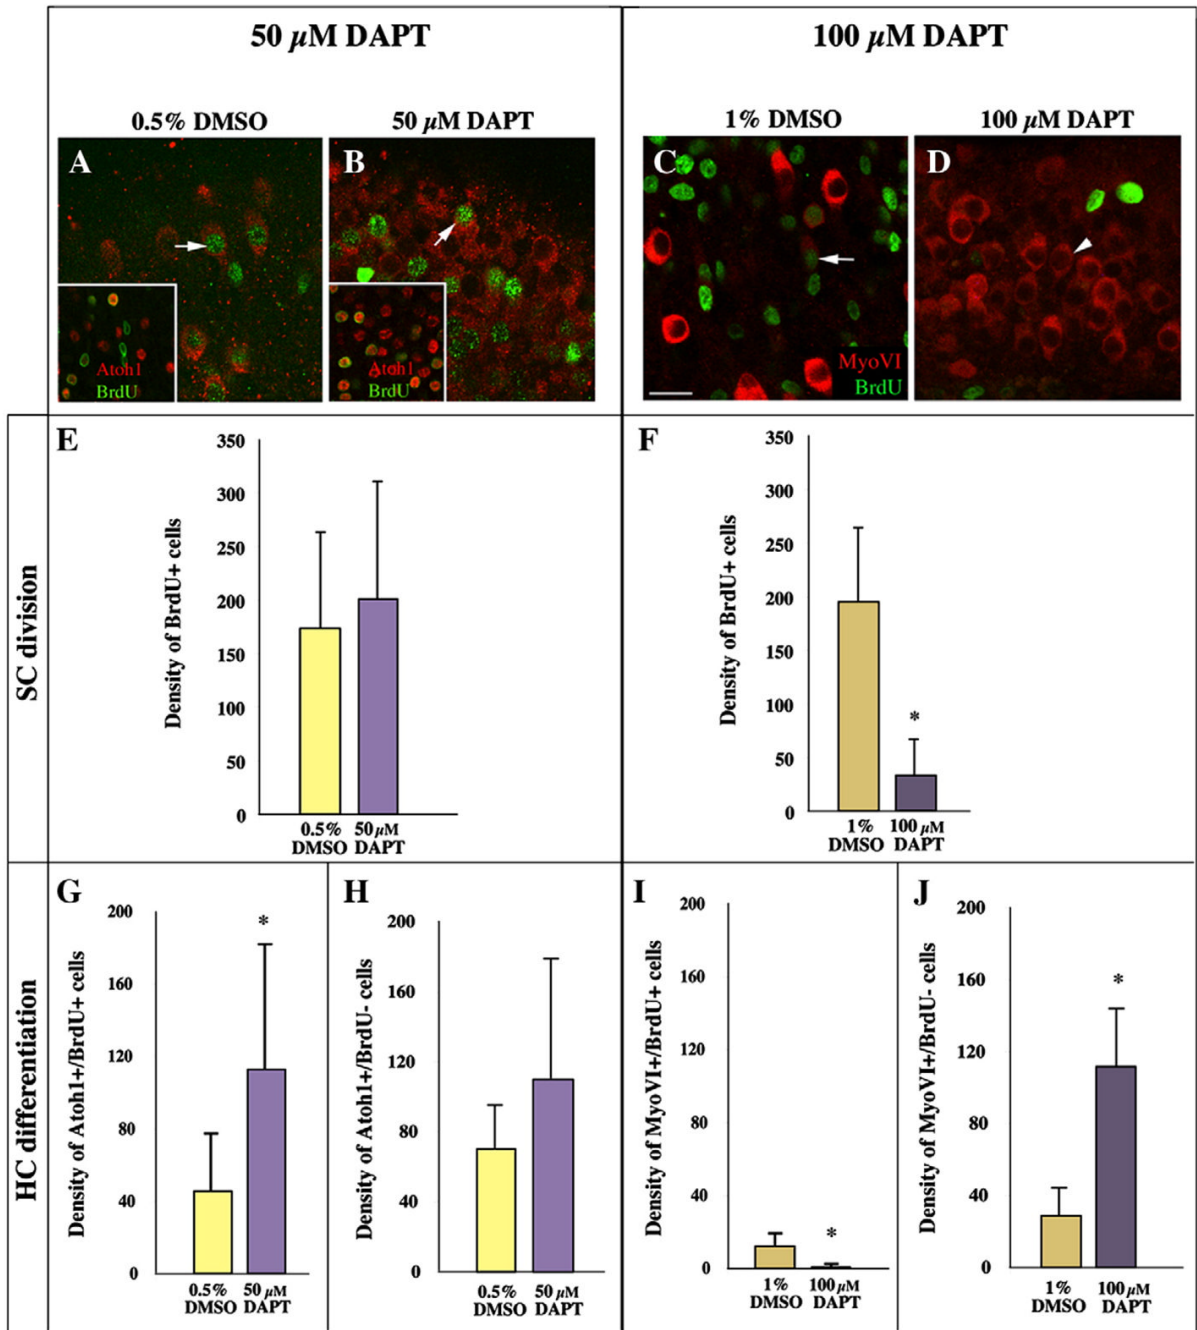 50 µM DAPT
100 µM DAPT
0.5% DMSO
50 µM DAPT
1% DMSO
100 µM DAPT
A
B
C
D
Atoh1
BrdU
Atoh1
BrdU
MyoVI
BrdU
SC division
E
Density of BrdU+ cells
350
300
250
200
150
100
50
0
0.5%
DMSO
50 µM
DAPT
F
Density of BrdU+ cells
350
300
250
200
150
100
50
0
*
1%
DMSO
100 µM
DAPT
HC differentiation
G
Density of Atoh1+/BrdU+ cells
200
160
120
80
40
0
*
0.5%
DMSO
50 µM
DAPT
H
Density of Atoh1+/BrdU- cells
200
160
120
80
40
0
0.5%
DMSO
50 µM
DAPT
I
Density of MyoVI+/BrdU+ cells
200
160
120
80
40
0
*
1%
DMSO
100 µM
DAPT
J
Density of MyoVI+/BrdU- cells
200
160
120
80
40
0
*
1%
DMSO
100 µM
DAPT